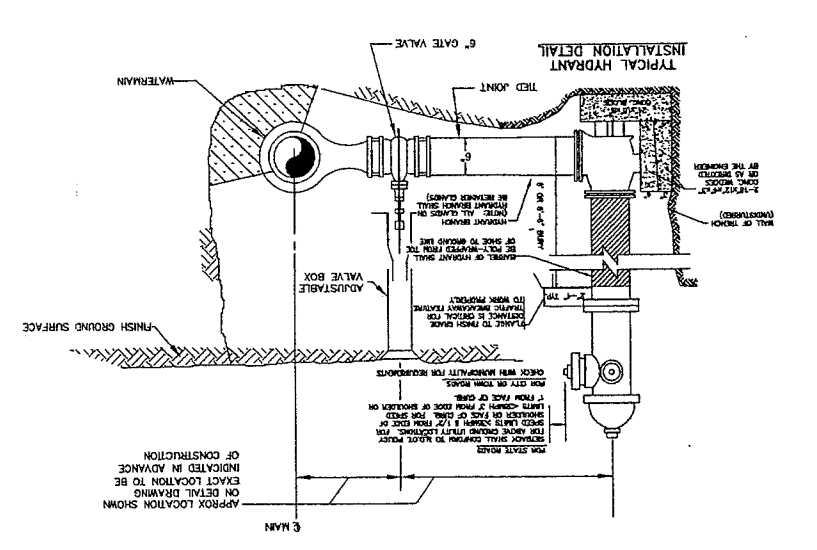 ℄ MAIN
APPROX LOCATION SHOWN
ON DETAIL DRAWING
EXACT LOCATION TO BE
INDICATED IN ADVANCE
OF CONSTRUCTION
FOR STATE ROADS
SETBACK SHALL CONFORM TO POLICY
FOR ABOVE GROUND UTILITY LOCATIONS. FOR
SPEED LIMITS 1/2' FROM EDGE OF
SHOULDER OR FACE OF CURB. FOR SPEED
LIMITS <35MPH 3' FROM EDGE OF SHOULDER OR
1' FROM FACE OF CURB.
FOR CITY OR TOWN ROADS
CHECK WITH MUNICIPALITY FOR REQUIREMENTS
FINISH GROUND SURFACE
FLANGE TO FINISH GRADE
DISTANCE IS CRITICAL FOR
TRAFFIC BREAKAWAY FEATURE
TO WORK PROPERLY
TYP.
ADJUSTABLE
VALVE BOX
BARREL OF HYDRANT SHALL
BE POLY-WRAPPED FROM TOE
OF SHOE TO GROUND LINE
HYDRANT BRANCH
(NOTE: ALL GLANDS ON
HYDRANT BRANCH SHALL
BE RETAINER GLANDS)
BURY
WALL OF TRENCH
(UNDISTURBED)
CONC. WEDGES
OR AS DIRECTED
BY THE ENGINEER
6"
CONC. BLOCK
WATERMAIN
TIED JOINT
6" GATE VALVE
TYPICAL HYDRANT
INSTALLATION DETAIL